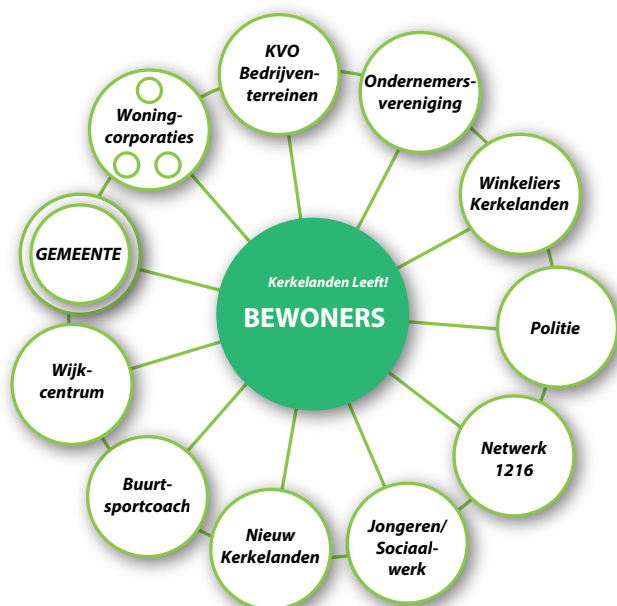 KVO
Bedrijven-
terreinen
Ondernemers-
vereniging
Woning-
corporaties
Winkeliers
Kerkelanden
GEMEENTE
Kerkelanden Leeft!
BEWONERS
Politie
Wijk-
centrum
Netwerk
1216
Buurt-
sportcoach
Nieuw
Kerkelanden
Jongeren/
Sociaal-
werk